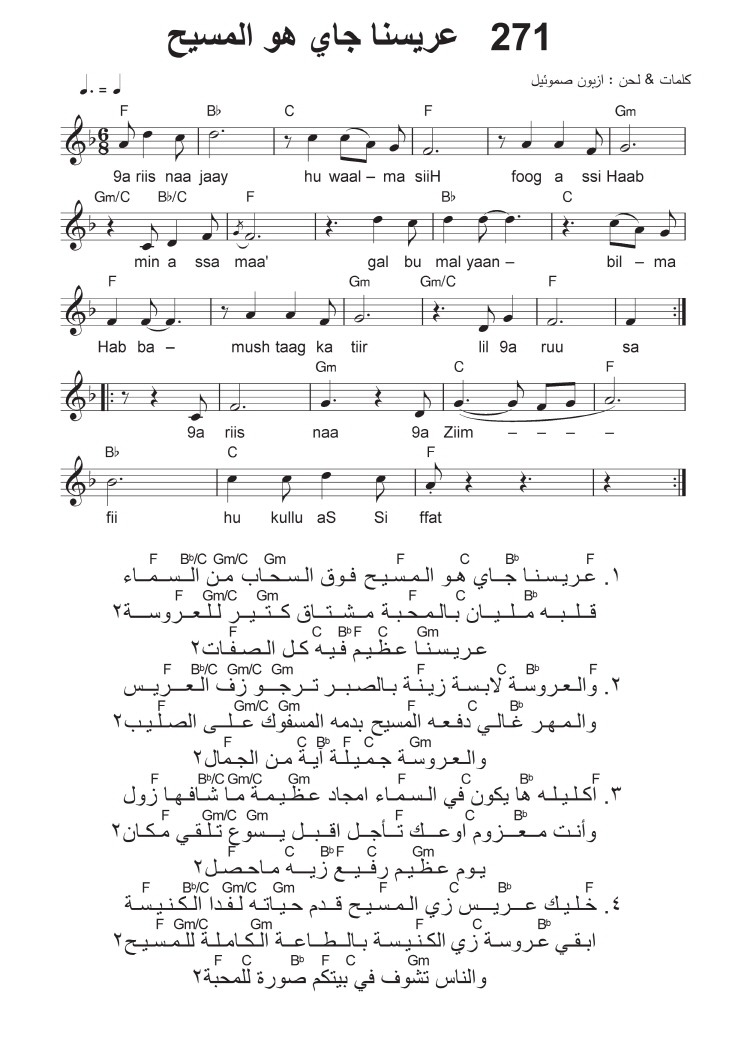 271 عريسنا جاي هو المسيح
كلمات & لحن : ازبون صموئيل
♩. = ♩
F B♭ C F Gm
6/8
9a riis naa jaay hu waal – ma siiH foog a ssi Haab
Gm/C B♭/C F B♭ C
min a ssa maa' gal bu mal yaan – bil – ma
F Gm Gm/C F
Hab ba – mush taag ka tiir lil 9a ruu sa
Gm C F
9a riis naa 9a Ziim – – – –
B♭ C F
fii hu kullu aS Si ffat
F B♭/C Gm/C Gm F C B♭ F
١. عريسنا جاي هو المسيح فوق السحاب من السماء
F Gm/C Gm F C B♭
قلبه مليان بالمحبة مشتاق كتير للعروسة٢
F C B♭ F C Gm
عريسنا عظيم فيه كل الصفات٢
F B♭/C Gm/C Gm F C B♭
٢. والعروسة لابسة زينة بالصبر ترجو زف العريس
F Gm/C Gm F C B♭
والمهر غالي دفعه المسيح بدمه المسفوك على الصليب٢
F C B♭ F C Gm
والعروسة جميلة آية من الجمال٢
F B♭/C Gm/C Gm F C B♭ F
٣. أكليله ها يكون في السماء امجاد عظيمة ما شافها زول
F Gm/C Gm F C B♭
وأنت معزوم اوعك تأجل اقبل يسوع تلقي مكان٢
F C B♭ F C Gm
يوم عظيم رفيع زيه ماحصل٢
F B♭/C Gm/C Gm F C B♭ F
٤. خليك عريس زي المسيح قدم حياته لفدا الكنيسة
F Gm/C Gm F C B♭
ابقي عروسة زي الكنيسة بالطاعة الكاملة للمسيح٢
F C B♭ F C Gm
والناس تشوف في بيتكم صورة للمحبة٢